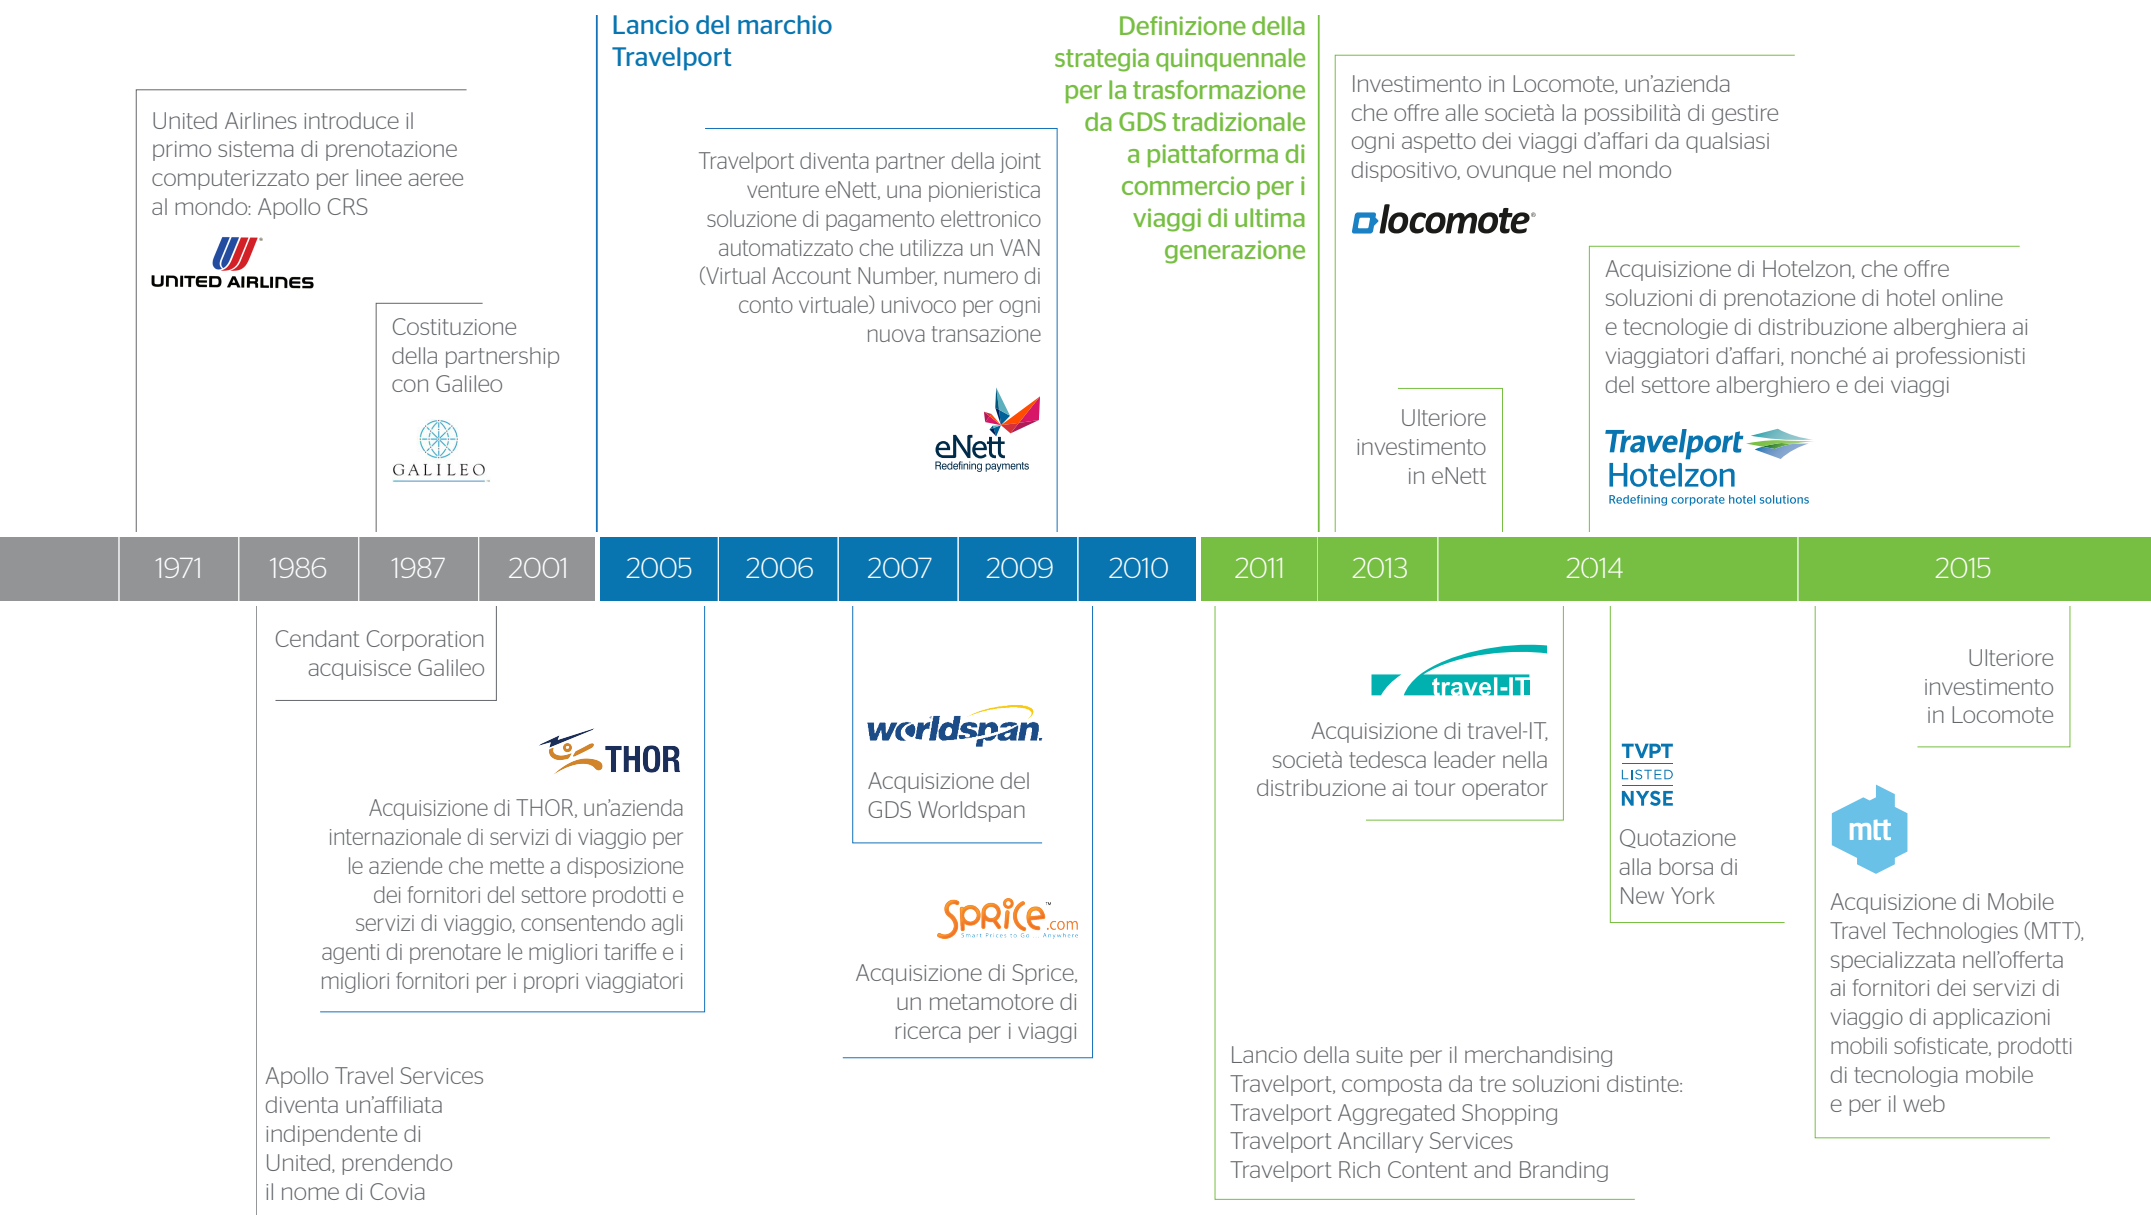 Lancio del marchio
Travelport
Definizione della
strategia quinquennale
per la trasformazione
da GDS tradizionale
a piattaforma di
commercio per i
viaggi di ultima
generazione
United Airlines introduce il
primo sistema di prenotazione
computerizzato per linee aeree
al mondo: Apollo CRS
UNITED AIRLINES
Costituzione
della partnership
con Galileo
GALILEO
Travelport diventa partner della joint
venture eNett, una pionieristica
soluzione di pagamento elettronico
automatizzato che utilizza un VAN
(Virtual Account Number, numero di
conto virtuale) univoco per ogni
nuova transazione
eNett
Redefining payments
Investimento in Locomote, un’azienda
che offre alle società la possibilità di gestire
ogni aspetto dei viaggi d’affari da qualsiasi
dispositivo, ovunque nel mondo
locomote®
Ulteriore
investimento
in eNett
Acquisizione di Hotelzon, che offre
soluzioni di prenotazione di hotel online
e tecnologie di distribuzione alberghiera ai
viaggiatori d’affari, nonché ai professionisti
del settore alberghiero e dei viaggi
Travelport
Hotelzon
Redefining corporate hotel solutions
1971 1986 1987 2001 2005 2006 2007 2009 2010 2011 2013 2014 2015
Cendant Corporation
acquisisce Galileo
THOR
Acquisizione di THOR, un’azienda
internazionale di servizi di viaggio per
le aziende che mette a disposizione
dei fornitori del settore prodotti e
servizi di viaggio, consentendo agli
agenti di prenotare le migliori tariffe e i
migliori fornitori per i propri viaggiatori
Apollo Travel Services
diventa un’affiliata
indipendente di
United, prendendo
il nome di Covia
worldspan.
Acquisizione del
GDS Worldspan
SPRICE.com™
Smart Prices to Go Anywhere
Acquisizione di Sprice,
un metamotore di
ricerca per i viaggi
travel-IT
Acquisizione di travel-IT,
società tedesca leader nella
distribuzione ai tour operator
Lancio della suite per il merchandising
Travelport, composta da tre soluzioni distinte:
Travelport Aggregated Shopping
Travelport Ancillary Services
Travelport Rich Content and Branding
TVPT
LISTED
NYSE
Quotazione
alla borsa di
New York
Ulteriore
investimento
in Locomote
mtt
Acquisizione di Mobile
Travel Technologies (MTT),
specializzata nell’offerta
ai fornitori dei servizi di
viaggio di applicazioni
mobili sofisticate, prodotti
di tecnologia mobile
e per il web